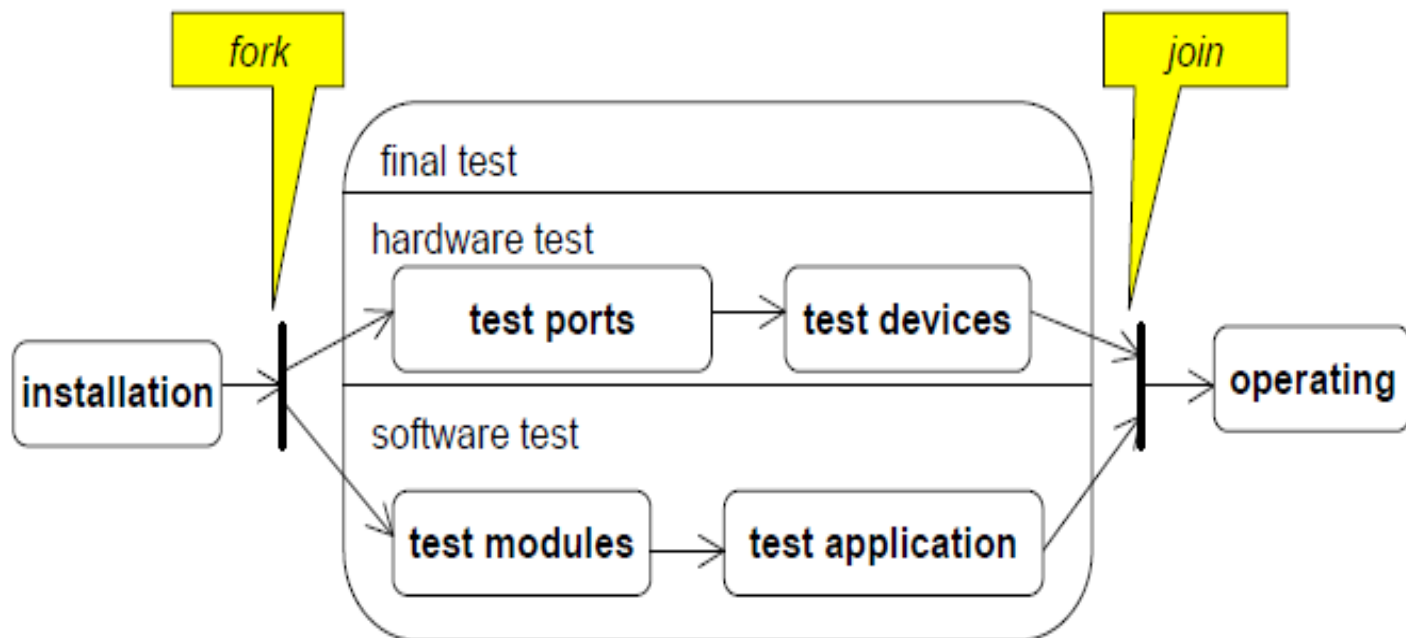 fork
join
final test
hardware test
test ports
test devices
installation
operating
software test
test modules
test application